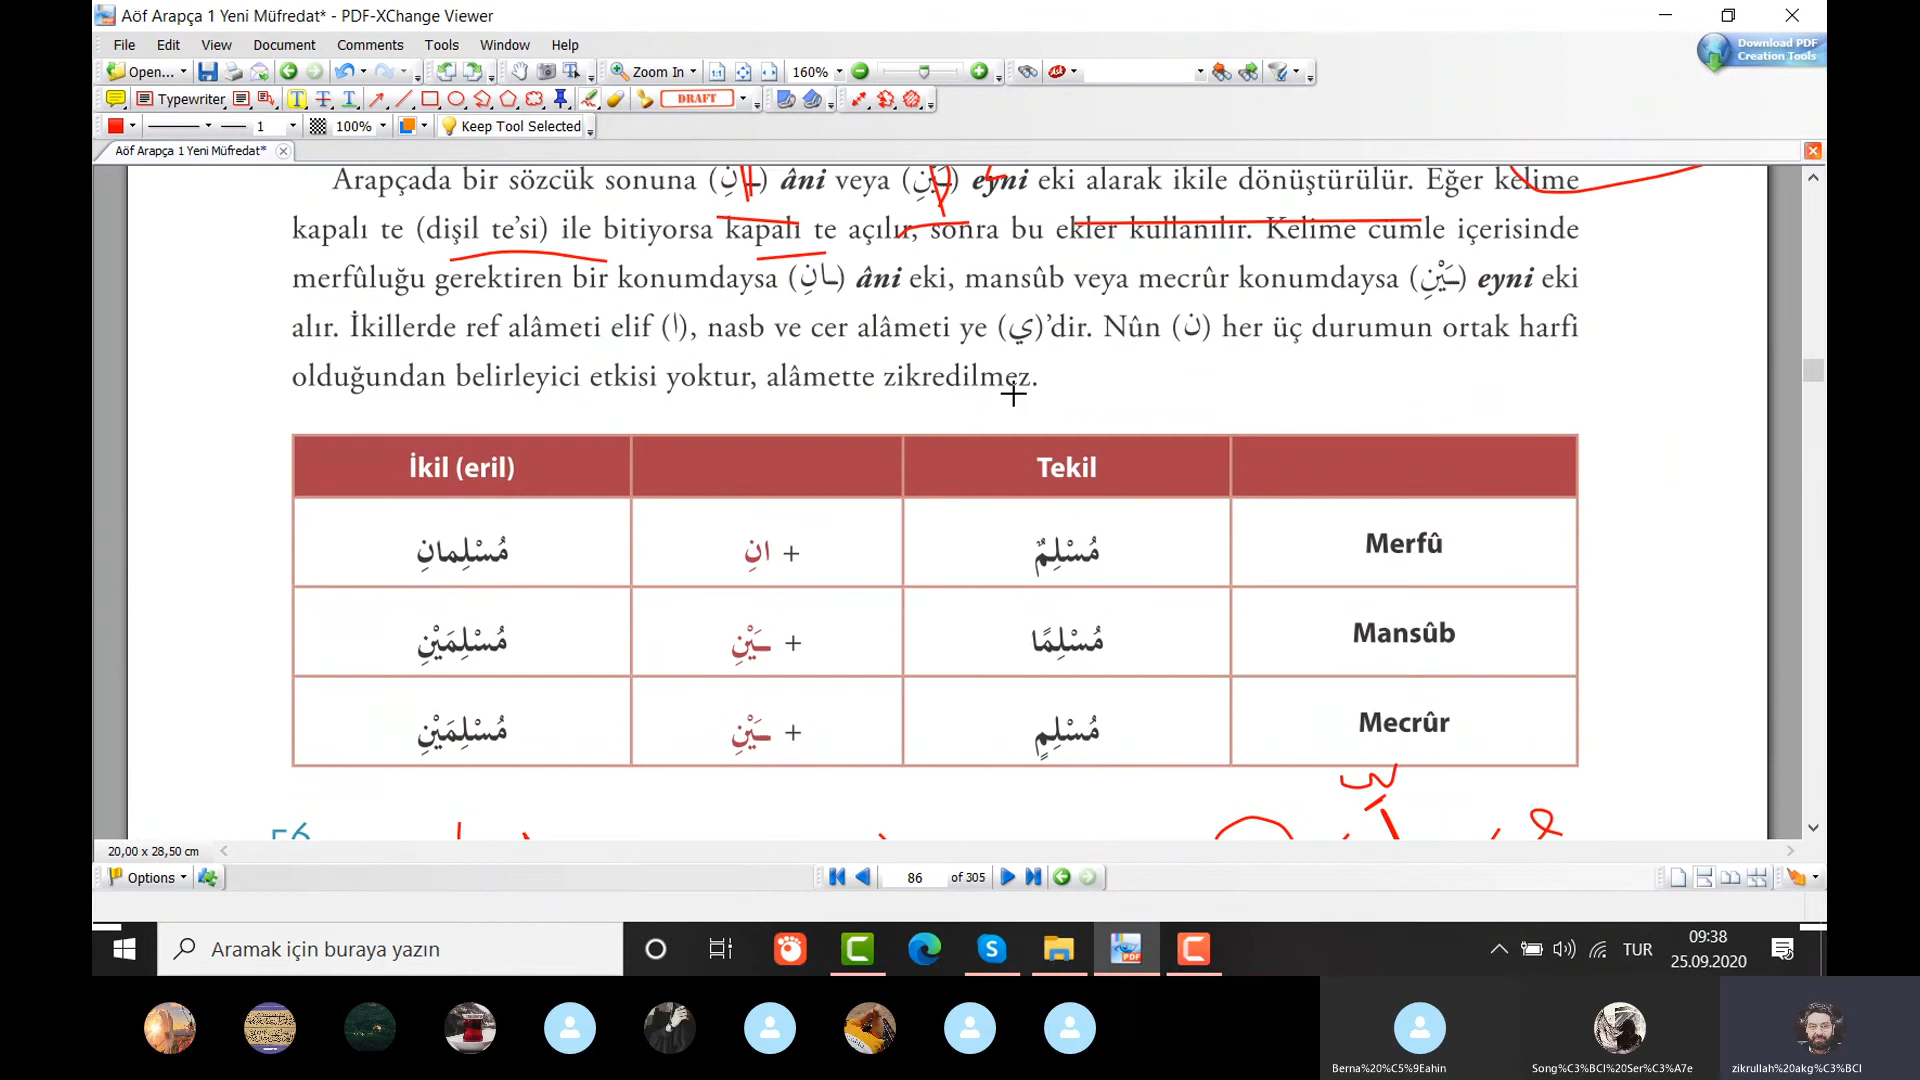 Aöf Arapça 1 Yeni Müfredat* - PDF-XChange Viewer
File Edit View Document Comments Tools Window Help
Download PDF
Creation Tools
Open... Zoom In 160%
Typewriter DRAFT
1 100% Keep Tool Selected
Aöf Arapça 1 Yeni Müfredat*
Arapçada bir sözcük sonuna (ـَانِ) âni veya (ـَيْنِ) eyni eki alarak ikile dönüştürülür. Eğer kelime
kapalı te (dişil te’si) ile bitiyorsa kapalı te açılır, sonra bu ekler kullanılır. Kelime cümle içerisinde
merfûluğu gerektiren bir konumdaysa (ـانِ) âni eki, mansûb veya mecrûr konumdaysa (ـَيْنِ) eyni eki
alır. İkillerde ref alâmeti elif (ا), nasb ve cer alâmeti ye (ي)’dir. Nûn (ن) her üç durumun ortak harfi
olduğundan belirleyici etkisi yoktur, alâmette zikredilmez.
İkil (eril) Tekil
مُسْلِمانِ + انِ مُسْلِمٌ Merfû
مُسْلِمَيْنِ + ـَيْنِ مُسْلِمًا Mansûb
مُسْلِمَيْنِ + ـَيْنِ مُسْلِمٍ Mecrûr
20,00 x 28,50 cm
Options 86 of 305
Aramak için buraya yazın
TUR
09:38
25.09.2020
Berna%20%C5%9Eahin Song%C3%BCl%20Ser%C3%A7e zikrullah%20akg%C3%BCl